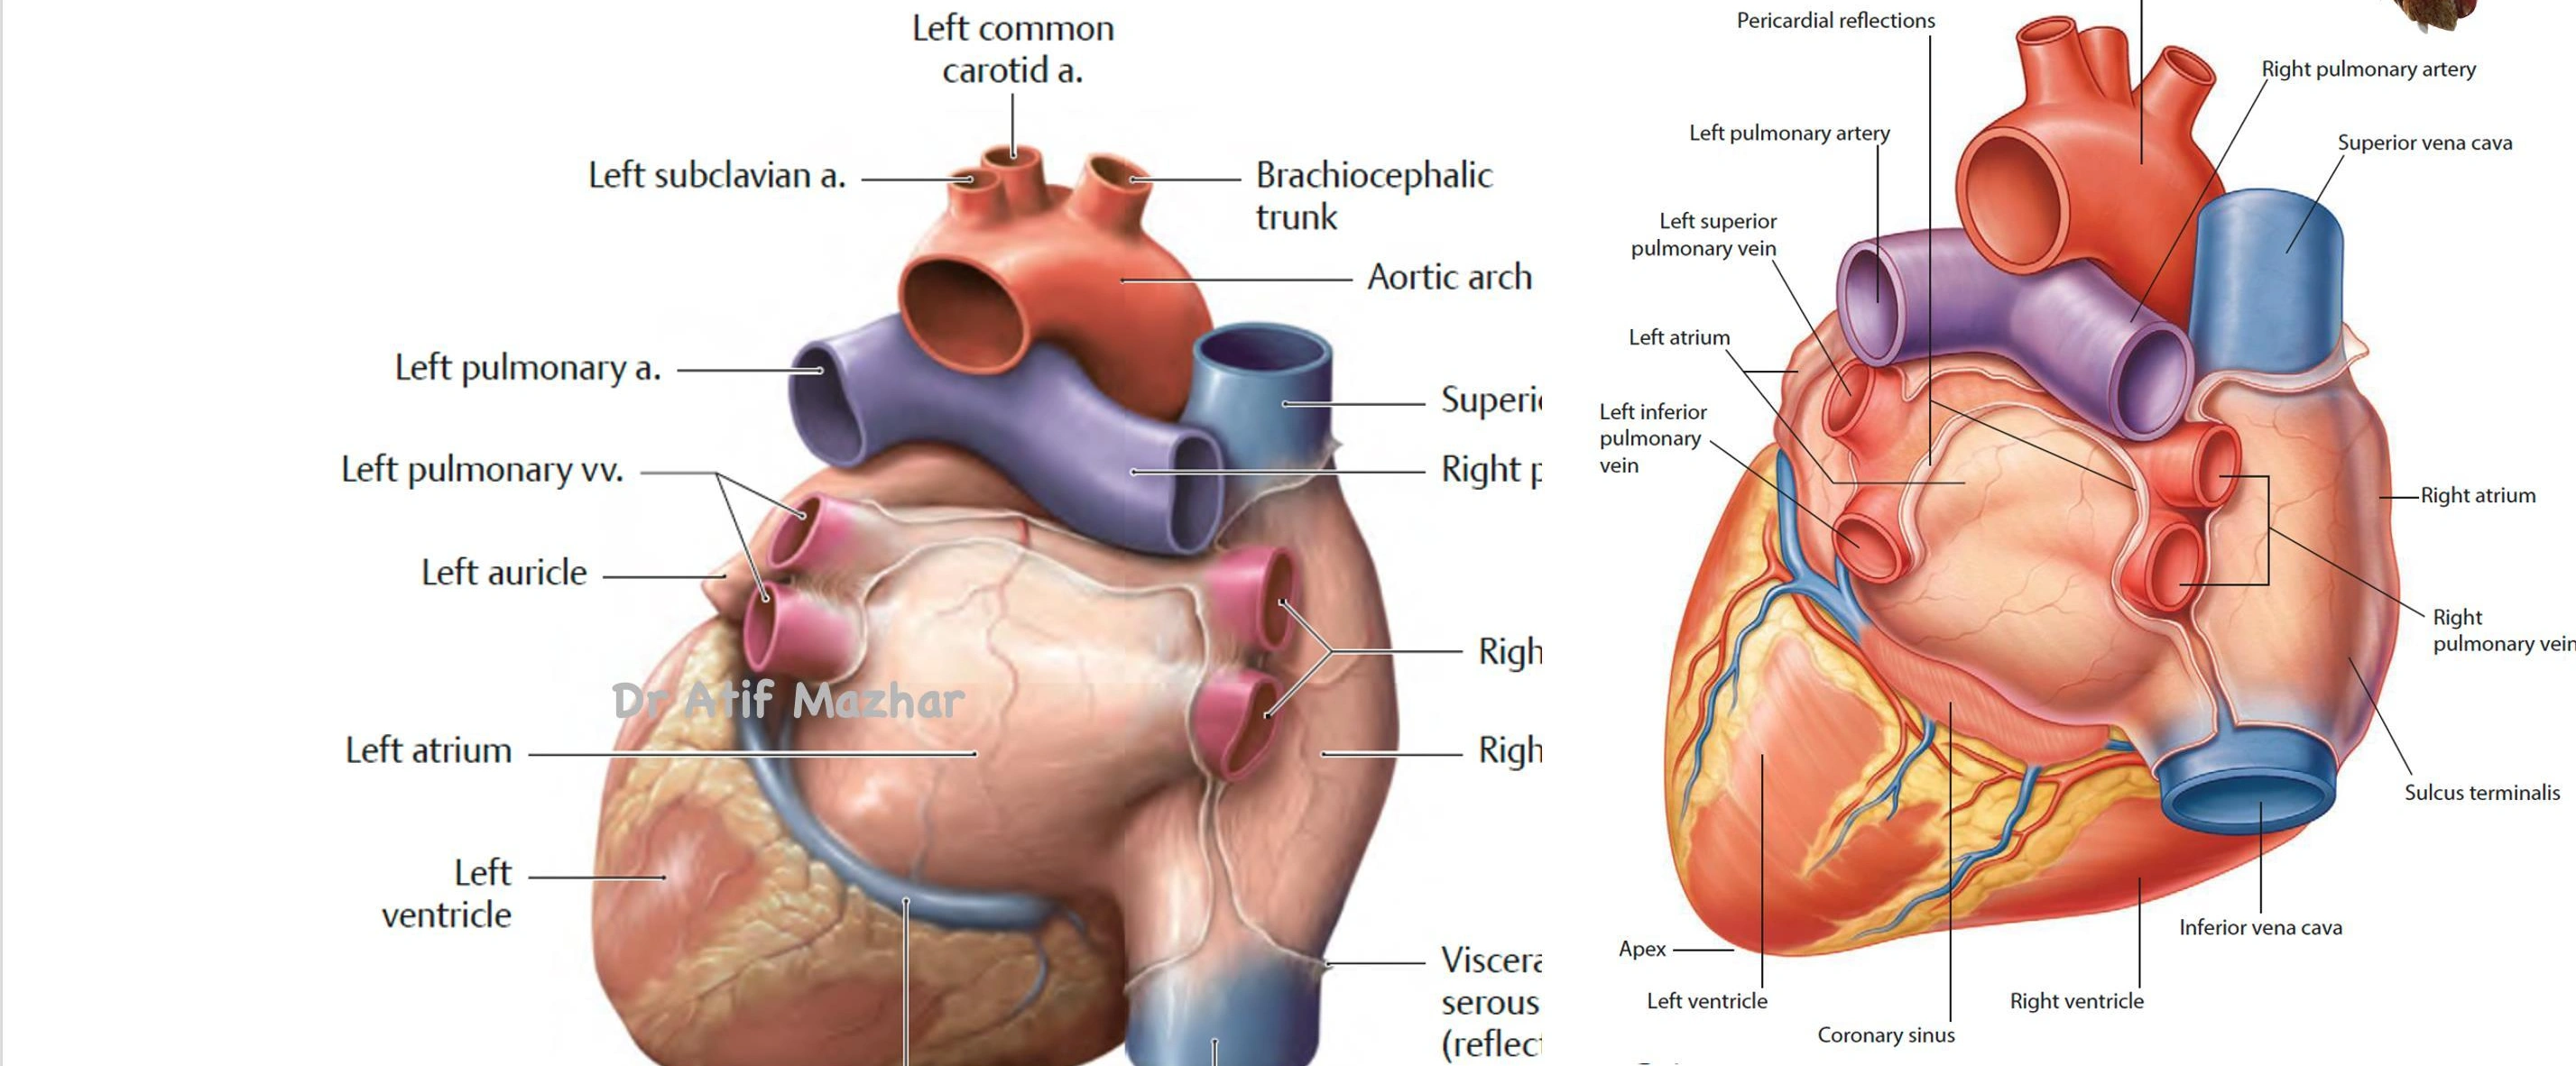 Left common
carotid a.
Left subclavian a.
Brachiocephalic
trunk
Aortic arch
Left pulmonary a.
Superi
Left pulmonary vv.
Right p
Left auricle
Righ
Dr Atif Mazhar
Left atrium
Righ
Left
ventricle
Viscera
serous
(reflec
Pericardial reflections
Right pulmonary artery
Left pulmonary artery
Superior vena cava
Left superior
pulmonary vein
Left atrium
Left inferior
pulmonary
vein
Right atrium
Right
pulmonary vein
Sulcus terminalis
Inferior vena cava
Apex
Left ventricle
Right ventricle
Coronary sinus